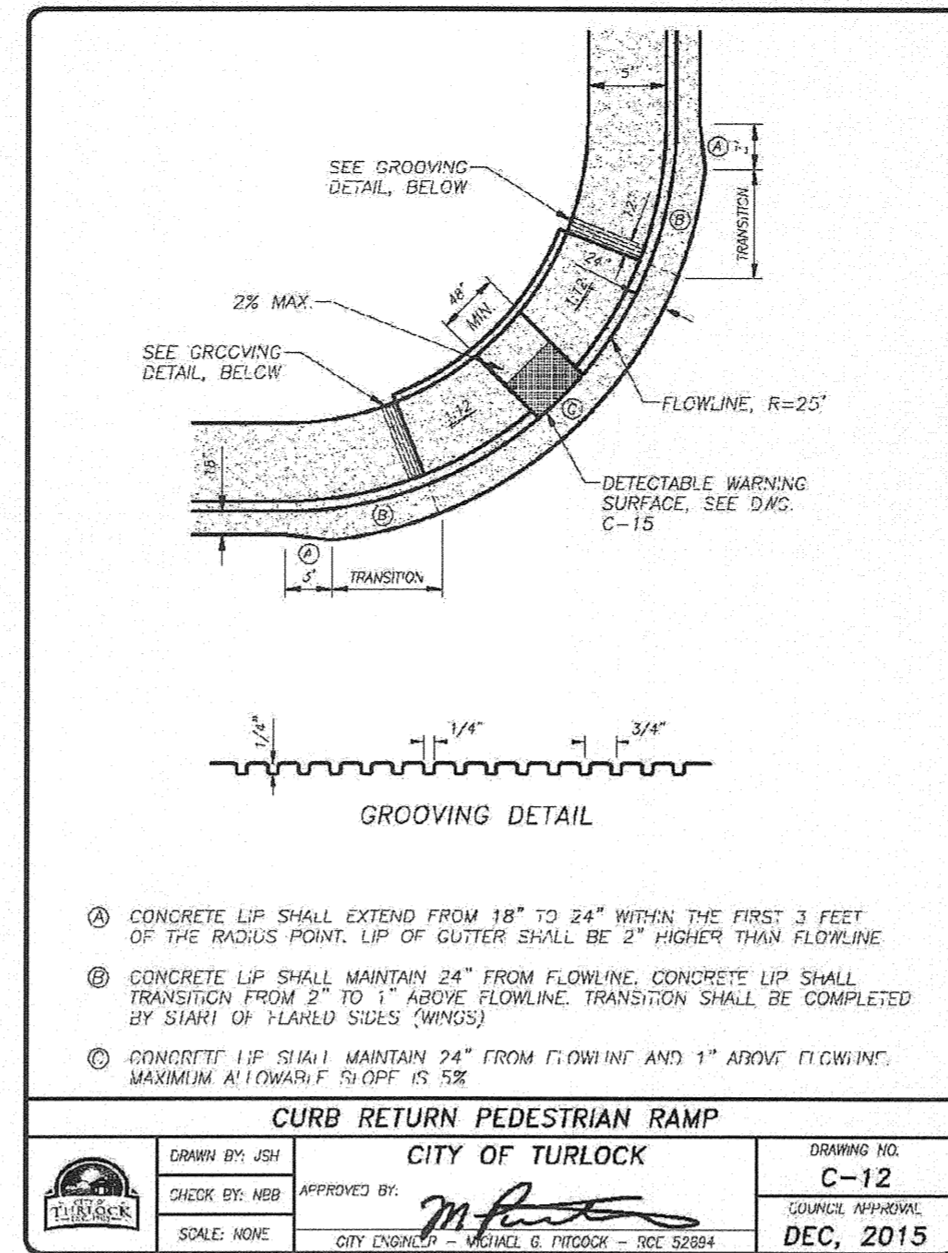 5'
SEE GROOVING
DETAIL, BELOW
Ⓐ
Ⓑ
TRANSITION
12"
24"
1:12
48"
MIN.
2% MAX.
SEE GROOVING
DETAIL, BELOW
1:12
FLOWLINE, R=25'
Ⓒ
DETECTABLE WARNING
SURFACE, SEE DWG.
C-15
18"
Ⓑ
Ⓐ
TRANSITION
1/4"
1/4"
3/4"
GROOVING DETAIL
Ⓐ CONCRETE LIP SHALL EXTEND FROM 18" TO 24" WITHIN THE FIRST 3 FEET
OF THE RADIUS POINT. LIP OF GUTTER SHALL BE 2" HIGHER THAN FLOWLINE
Ⓑ CONCRETE LIP SHALL MAINTAIN 24" FROM FLOWLINE. CONCRETE LIP SHALL
TRANSITION FROM 2" TO 1" ABOVE FLOWLINE. TRANSITION SHALL BE COMPLETED
BY START OF FLARED SIDES (WINGS)
Ⓒ CONCRETE LIP SHALL MAINTAIN 24" FROM FLOWLINE AND 1" ABOVE FLOWLINE.
MAXIMUM ALLOWABLE SLOPE IS 5%
CURB RETURN PEDESTRIAN RAMP
CITY OF
TURLOCK
DRAWN BY: JSH
CHECK BY: NBB
SCALE: NONE
CITY OF TURLOCK
APPROVED BY:
CITY ENGINEER - MICHAEL G. PITCOCK - RCE 52694
DRAWING NO.
C-12
COUNCIL APPROVAL
DEC, 2015